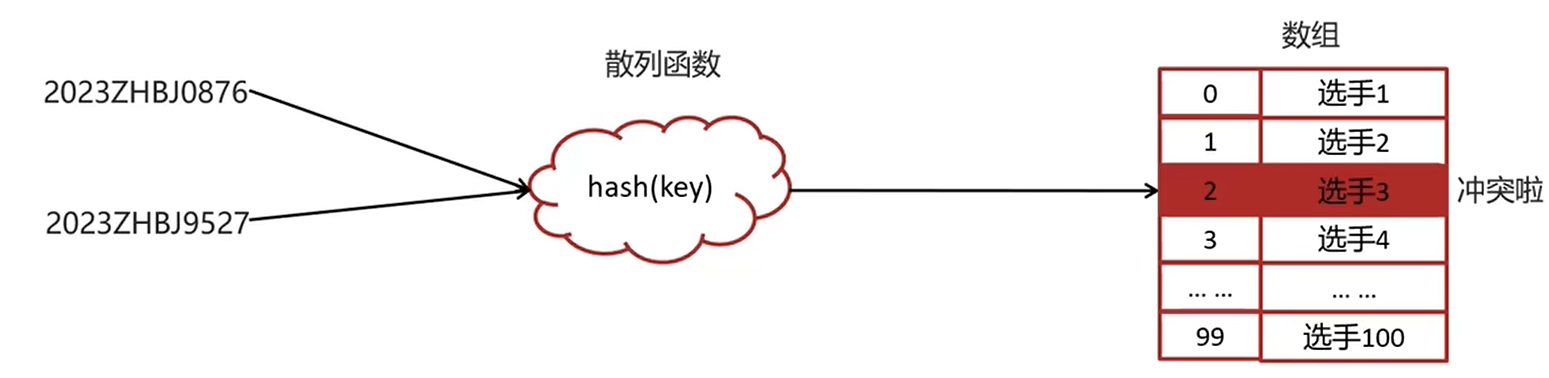 2023ZHBJ0876
2023ZHBJ9527
散列函数
hash(key)
数组
0 选手1
1 选手2
2 选手3
3 选手4
... ... ... ...
99 选手100
冲突啦